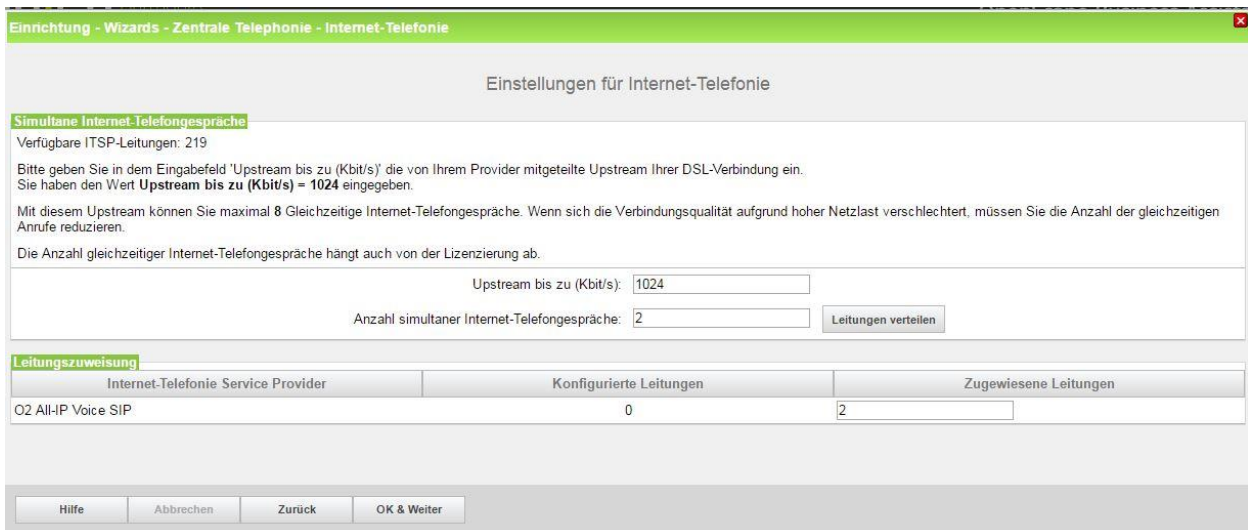 Einrichtung - Wizards - Zentrale Telephonie - Internet-Telefonie
Einstellungen für Internet-Telefonie
Simultane Internet-Telefongespräche
Verfügbare ITSP-Leitungen: 219
Bitte geben Sie in dem Eingabefeld 'Upstream bis zu (Kbit/s)' die von Ihrem Provider mitgeteilte Upstream Ihrer DSL-Verbindung ein.
Sie haben den Wert Upstream bis zu (Kbit/s) = 1024 eingegeben.
Mit diesem Upstream können Sie maximal 8 Gleichzeitige Internet-Telefongespräche. Wenn sich die Verbindungsqualität aufgrund hoher Netzlast verschlechtert, müssen Sie die Anzahl der gleichzeitigen
Anrufe reduzieren.
Die Anzahl gleichzeitiger Internet-Telefongespräche hängt auch von der Lizenzierung ab.
Upstream bis zu (Kbit/s): 1024
Anzahl simultaner Internet-Telefongespräche: 2 Leitungen verteilen
Leitungszuweisung
Internet-Telefonie Service Provider Konfigurierte Leitungen Zugewiesene Leitungen
O2 All-IP Voice SIP 0 2
Hilfe Abbrechen Zurück OK & Weiter